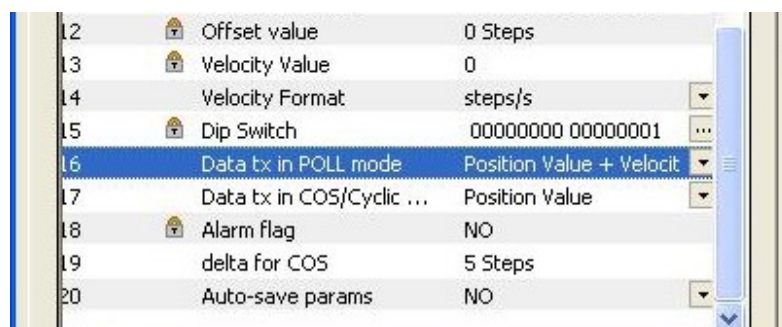 12 Offset value 0 Steps
13 Velocity Value 0
14 Velocity Format steps/s
15 Dip Switch 00000000 00000001 ...
16 Data tx in POLL mode Position Value + Velocit
17 Data tx in COS/Cyclic ... Position Value
18 Alarm flag NO
19 delta for COS 5 Steps
20 Auto-save params NO